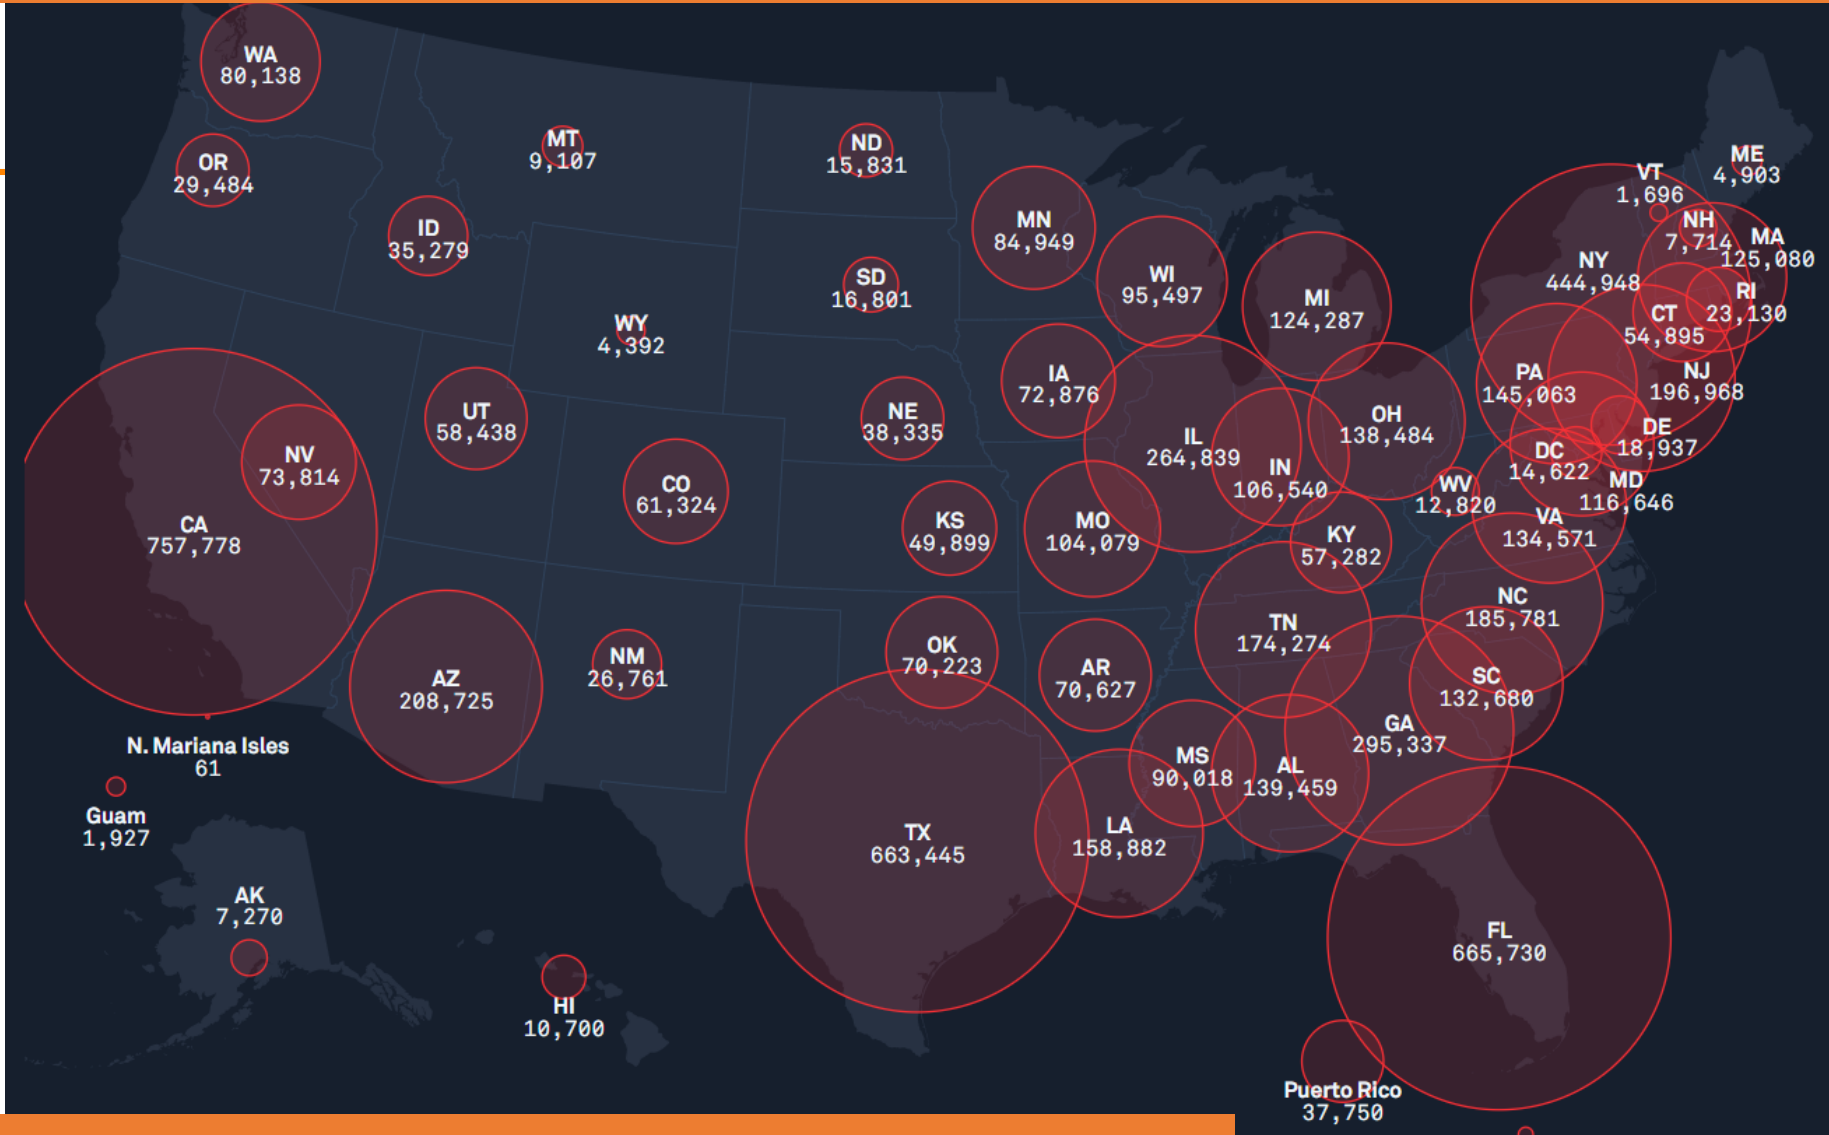 WA
80,138
OR
29,484
MT
9,107
ND
15,831
ID
35,279
MN
84,949
WI
95,497
SD
16,801
WY
4,392
MI
124,287
ME
4,903
VT
1,696
NH
7,714
MA
125,080
NY
444,948
RI
23,130
CT
54,895
IA
72,876
PA
145,063
NJ
196,968
UT
58,438
NE
38,335
OH
138,484
IL
264,839
IN
106,540
DE
18,937
DC
14,622
NV
73,814
CO
61,324
WV
12,820
MD
116,646
CA
757,778
KS
49,899
MO
104,079
KY
57,282
VA
134,571
NC
185,781
TN
174,274
OK
70,223
AR
70,627
NM
26,761
AZ
208,725
SC
132,680
GA
295,337
MS
90,018
AL
139,459
N. Mariana Isles
61
Guam
1,927
TX
663,445
LA
158,882
AK
7,270
FL
665,730
HI
10,700
Puerto Rico
37,750